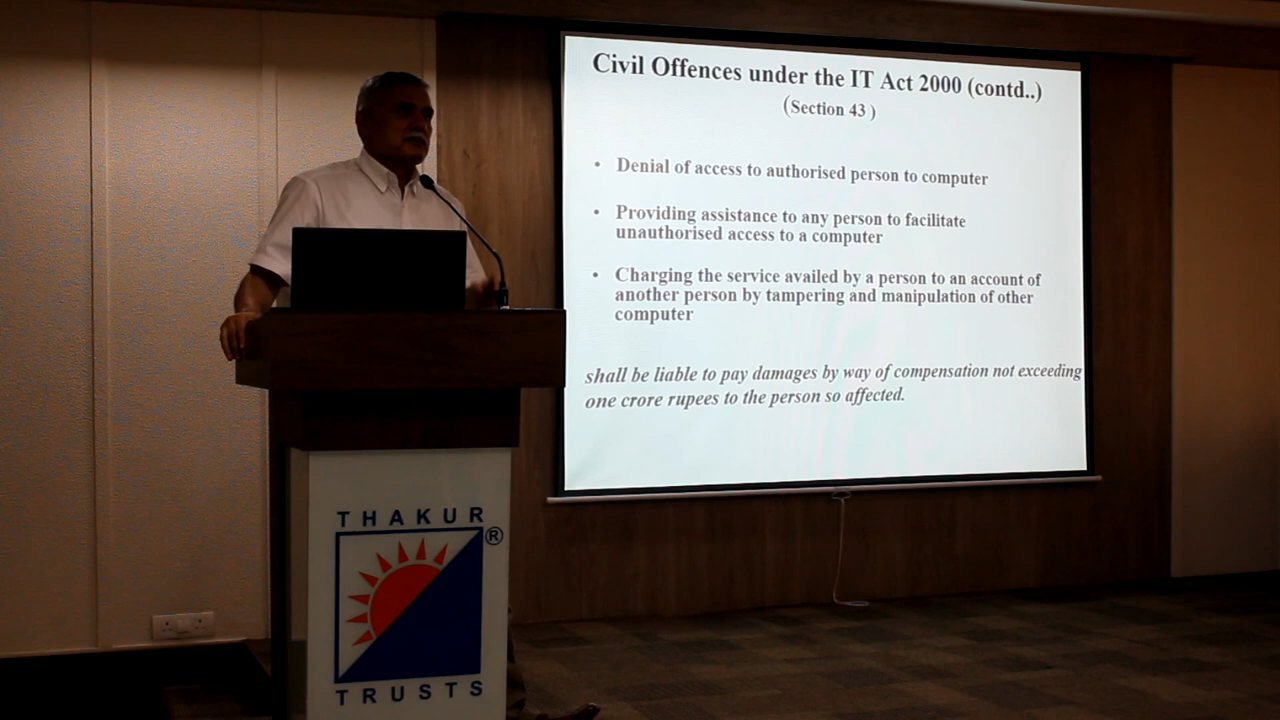 Civil Offences under the IT Act 2000 (contd..)
(Section 43 )
• Denial of access to authorised person to computer
• Providing assistance to any person to facilitate
unauthorised access to a computer
• Charging the service availed by a person to an account of
another person by tampering and manipulation of other
computer
shall be liable to pay damages by way of compensation not exceeding
one crore rupees to the person so affected.
THAKUR
®
TRUSTS